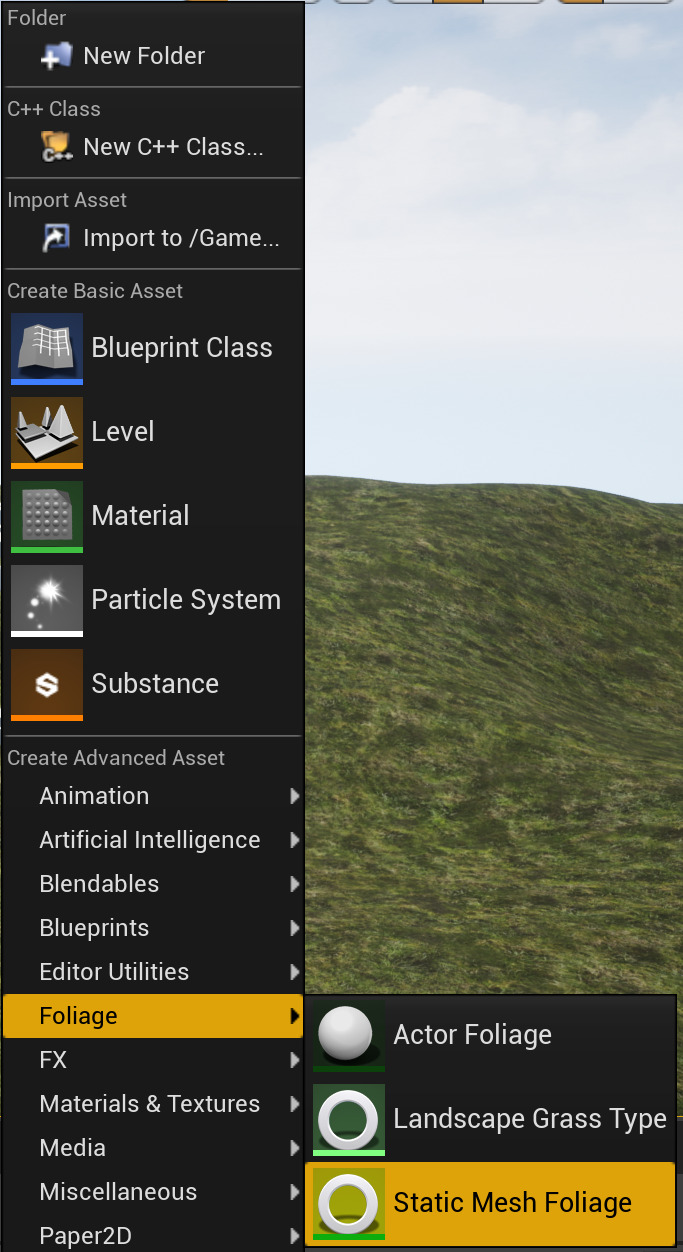 Folder
New Folder
C++ Class
C++
New C++ Class...
Import Asset
Import to /Game...
Create Basic Asset
Blueprint Class
Level
Material
Particle System
Substance
Create Advanced Asset
Animation
Artificial Intelligence
Blendables
Blueprints
Editor Utilities
Foliage
Actor Foliage
FX
Materials & Textures
Landscape Grass Type
Media
Miscellaneous
Static Mesh Foliage
Paper2D